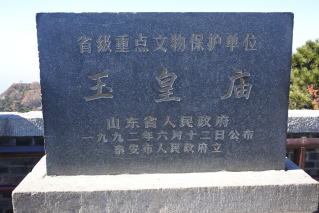 省级重点文物保护单位
玉皇庙
山东省人民政府
一九九二年六月十二日公布
泰安市人民政府立